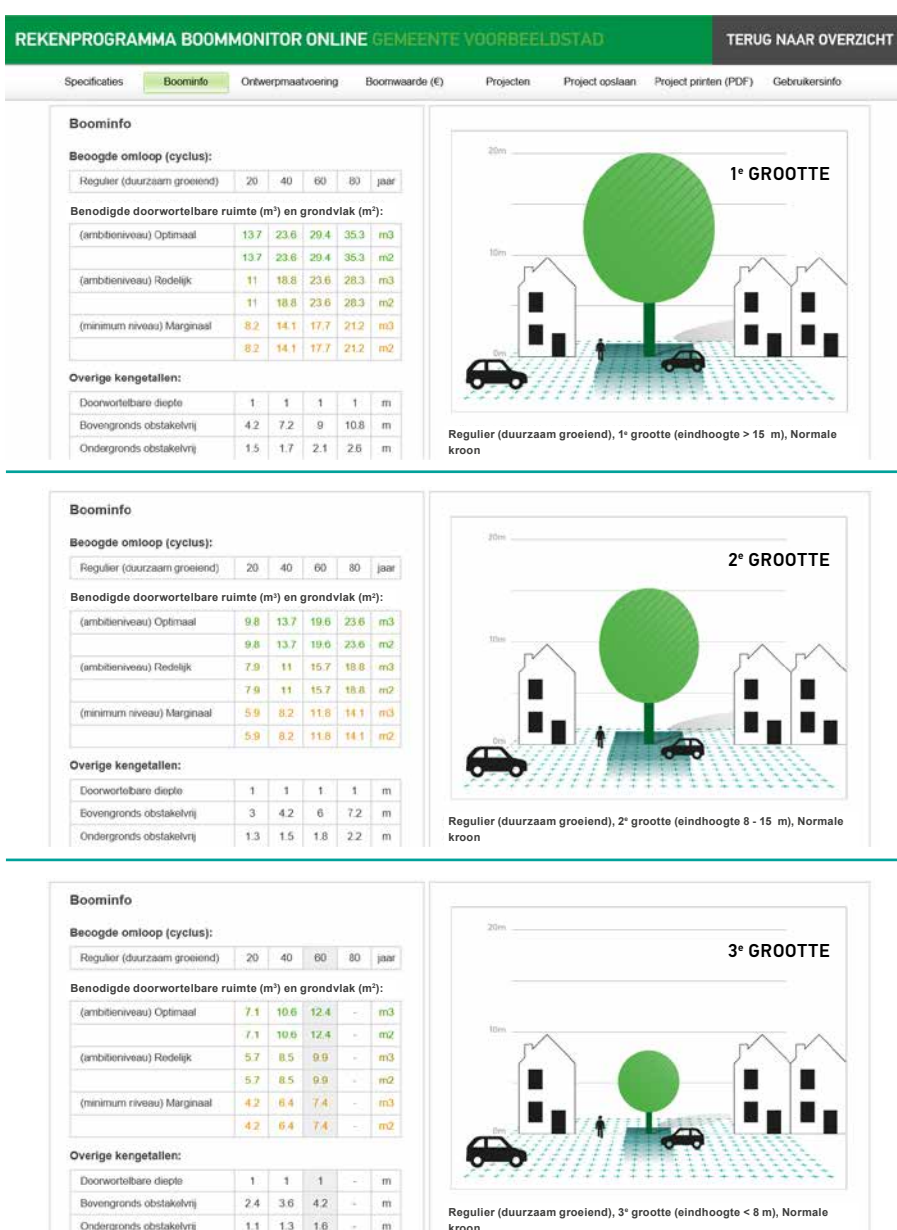 REKENPROGRAMMA BOOMMONITOR ONLINE GEMEENTE VOORBEELDSTAD TERUG NAAR OVERZICHT
Specificaties Boominfo Ontwerpmaatvoering Boomwaarde (€) Projecten Project opslaan Project printen (PDF) Gebruikersinfo
Boominfo
Beoogde omloop (cyclus):
Regulier (duurzaam groeiend) 20 40 60 80 jaar
Benodigde doorwortelbare ruimte (m³) en grondvlak (m²):
(ambitieniveau) Optimaal 13.7 23.6 29.4 35.3 m3
13.7 23.6 29.4 35.3 m2
(ambitieniveau) Redelijk 11 18.8 23.6 28.3 m3
11 18.8 23.6 28.3 m2
(minimum niveau) Marginaal 8.2 14.1 17.7 21.2 m3
8.2 14.1 17.7 21.2 m2
Overige kengetallen:
Doorwortelbare diepte 1 1 1 1 m
Bovengronds obstakelvrij 4.2 7.2 9 10.8 m
Ondergronds obstakelvrij 1.5 1.7 2.1 2.6 m
20m
1e GROOTTE
10m
0m
Regulier (duurzaam groeiend), 1e grootte (eindhoogte > 15 m), Normale
kroon
Boominfo
Beoogde omloop (cyclus):
Regulier (duurzaam groeiend) 20 40 60 80 jaar
Benodigde doorwortelbare ruimte (m³) en grondvlak (m²):
(ambitieniveau) Optimaal 9.8 13.7 19.6 23.6 m3
9.8 13.7 19.6 23.6 m2
(ambitieniveau) Redelijk 7.9 11 15.7 18.8 m3
7.9 11 15.7 18.8 m2
(minimum niveau) Marginaal 5.9 8.2 11.8 14.1 m3
5.9 8.2 11.8 14.1 m2
Overige kengetallen:
Doorwortelbare diepte 1 1 1 1 m
Bovengronds obstakelvrij 3 4.2 6 7.2 m
Ondergronds obstakelvrij 1.3 1.5 1.8 2.2 m
20m
2e GROOTTE
10m
0m
Regulier (duurzaam groeiend), 2e grootte (eindhoogte 8 - 15 m), Normale
kroon
Boominfo
Beoogde omloop (cyclus):
Regulier (duurzaam groeiend) 20 40 60 80 jaar
Benodigde doorwortelbare ruimte (m³) en grondvlak (m²):
(ambitieniveau) Optimaal 7.1 10.6 12.4 - m3
7.1 10.6 12.4 - m2
(ambitieniveau) Redelijk 5.7 8.5 9.9 - m3
5.7 8.5 9.9 - m2
(minimum niveau) Marginaal 4.2 6.4 7.4 - m3
4.2 6.4 7.4 - m2
Overige kengetallen:
Doorwortelbare diepte 1 1 1 - m
Bovengronds obstakelvrij 2.4 3.6 4.2 - m
Ondergronds obstakelvrij 1.1 1.3 1.6 - m
20m
3e GROOTTE
10m
0m
Regulier (duurzaam groeiend), 3e grootte (eindhoogte < 8 m), Normale
kroon